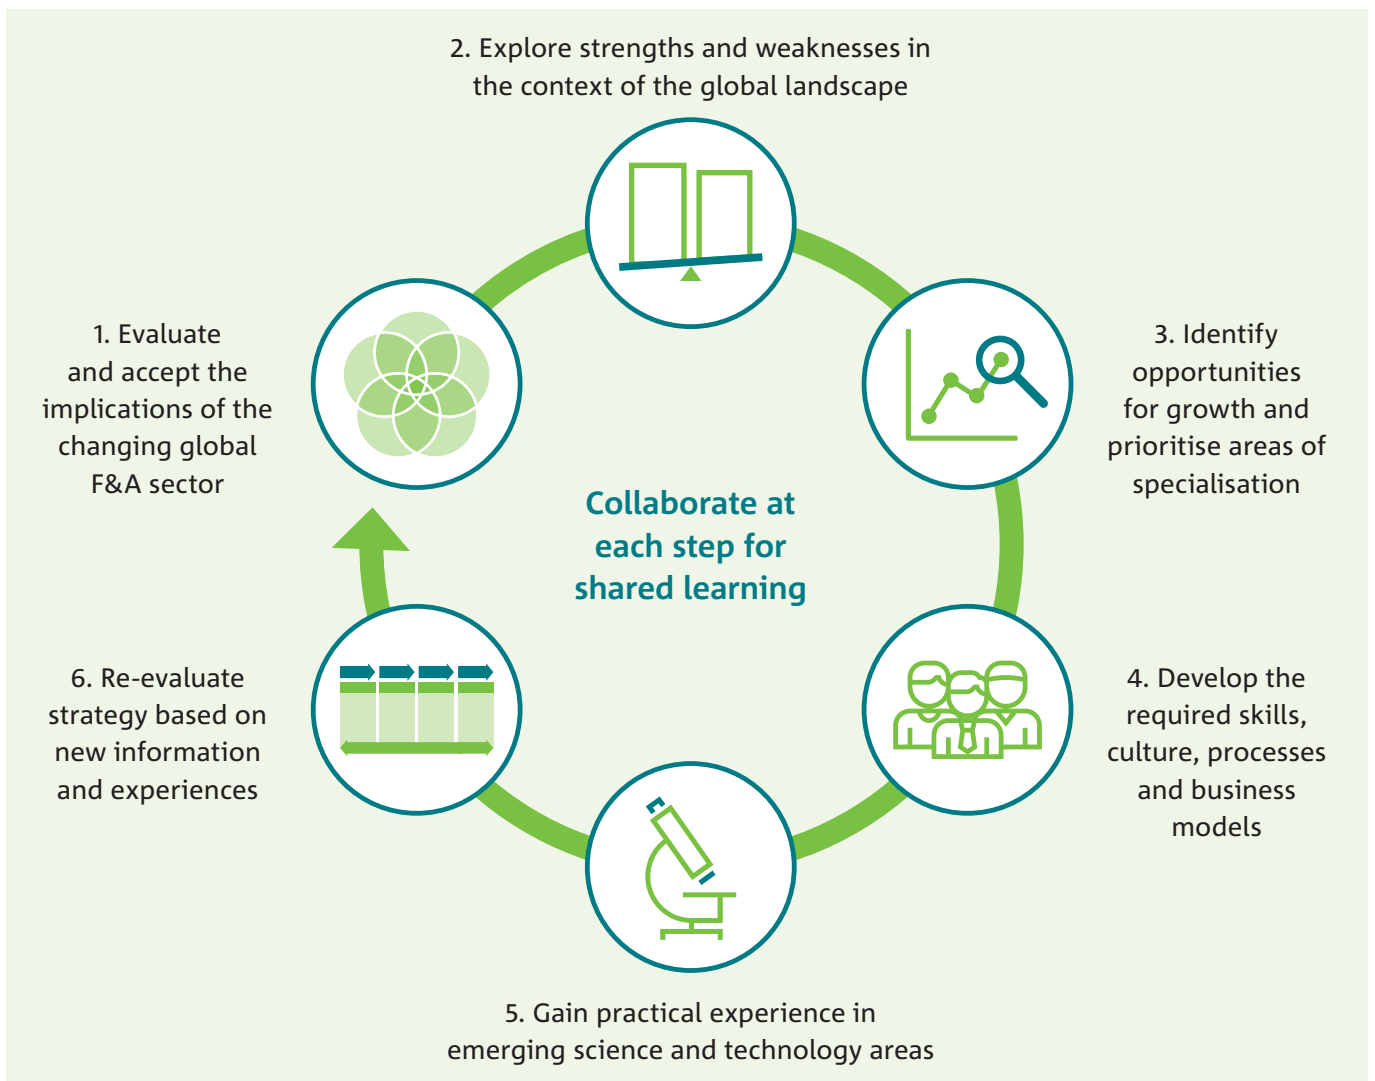 2. Explore strengths and weaknesses in
the context of the global landscape
1. Evaluate
and accept the
implications of the
changing global
F&A sector
3. Identify
opportunities
for growth and
prioritise areas of
specialisation
Collaborate at
each step for
shared learning
6. Re-evaluate
strategy based on
new information
and experiences
4. Develop the
required skills,
culture, processes
and business
models
5. Gain practical experience in
emerging science and technology areas